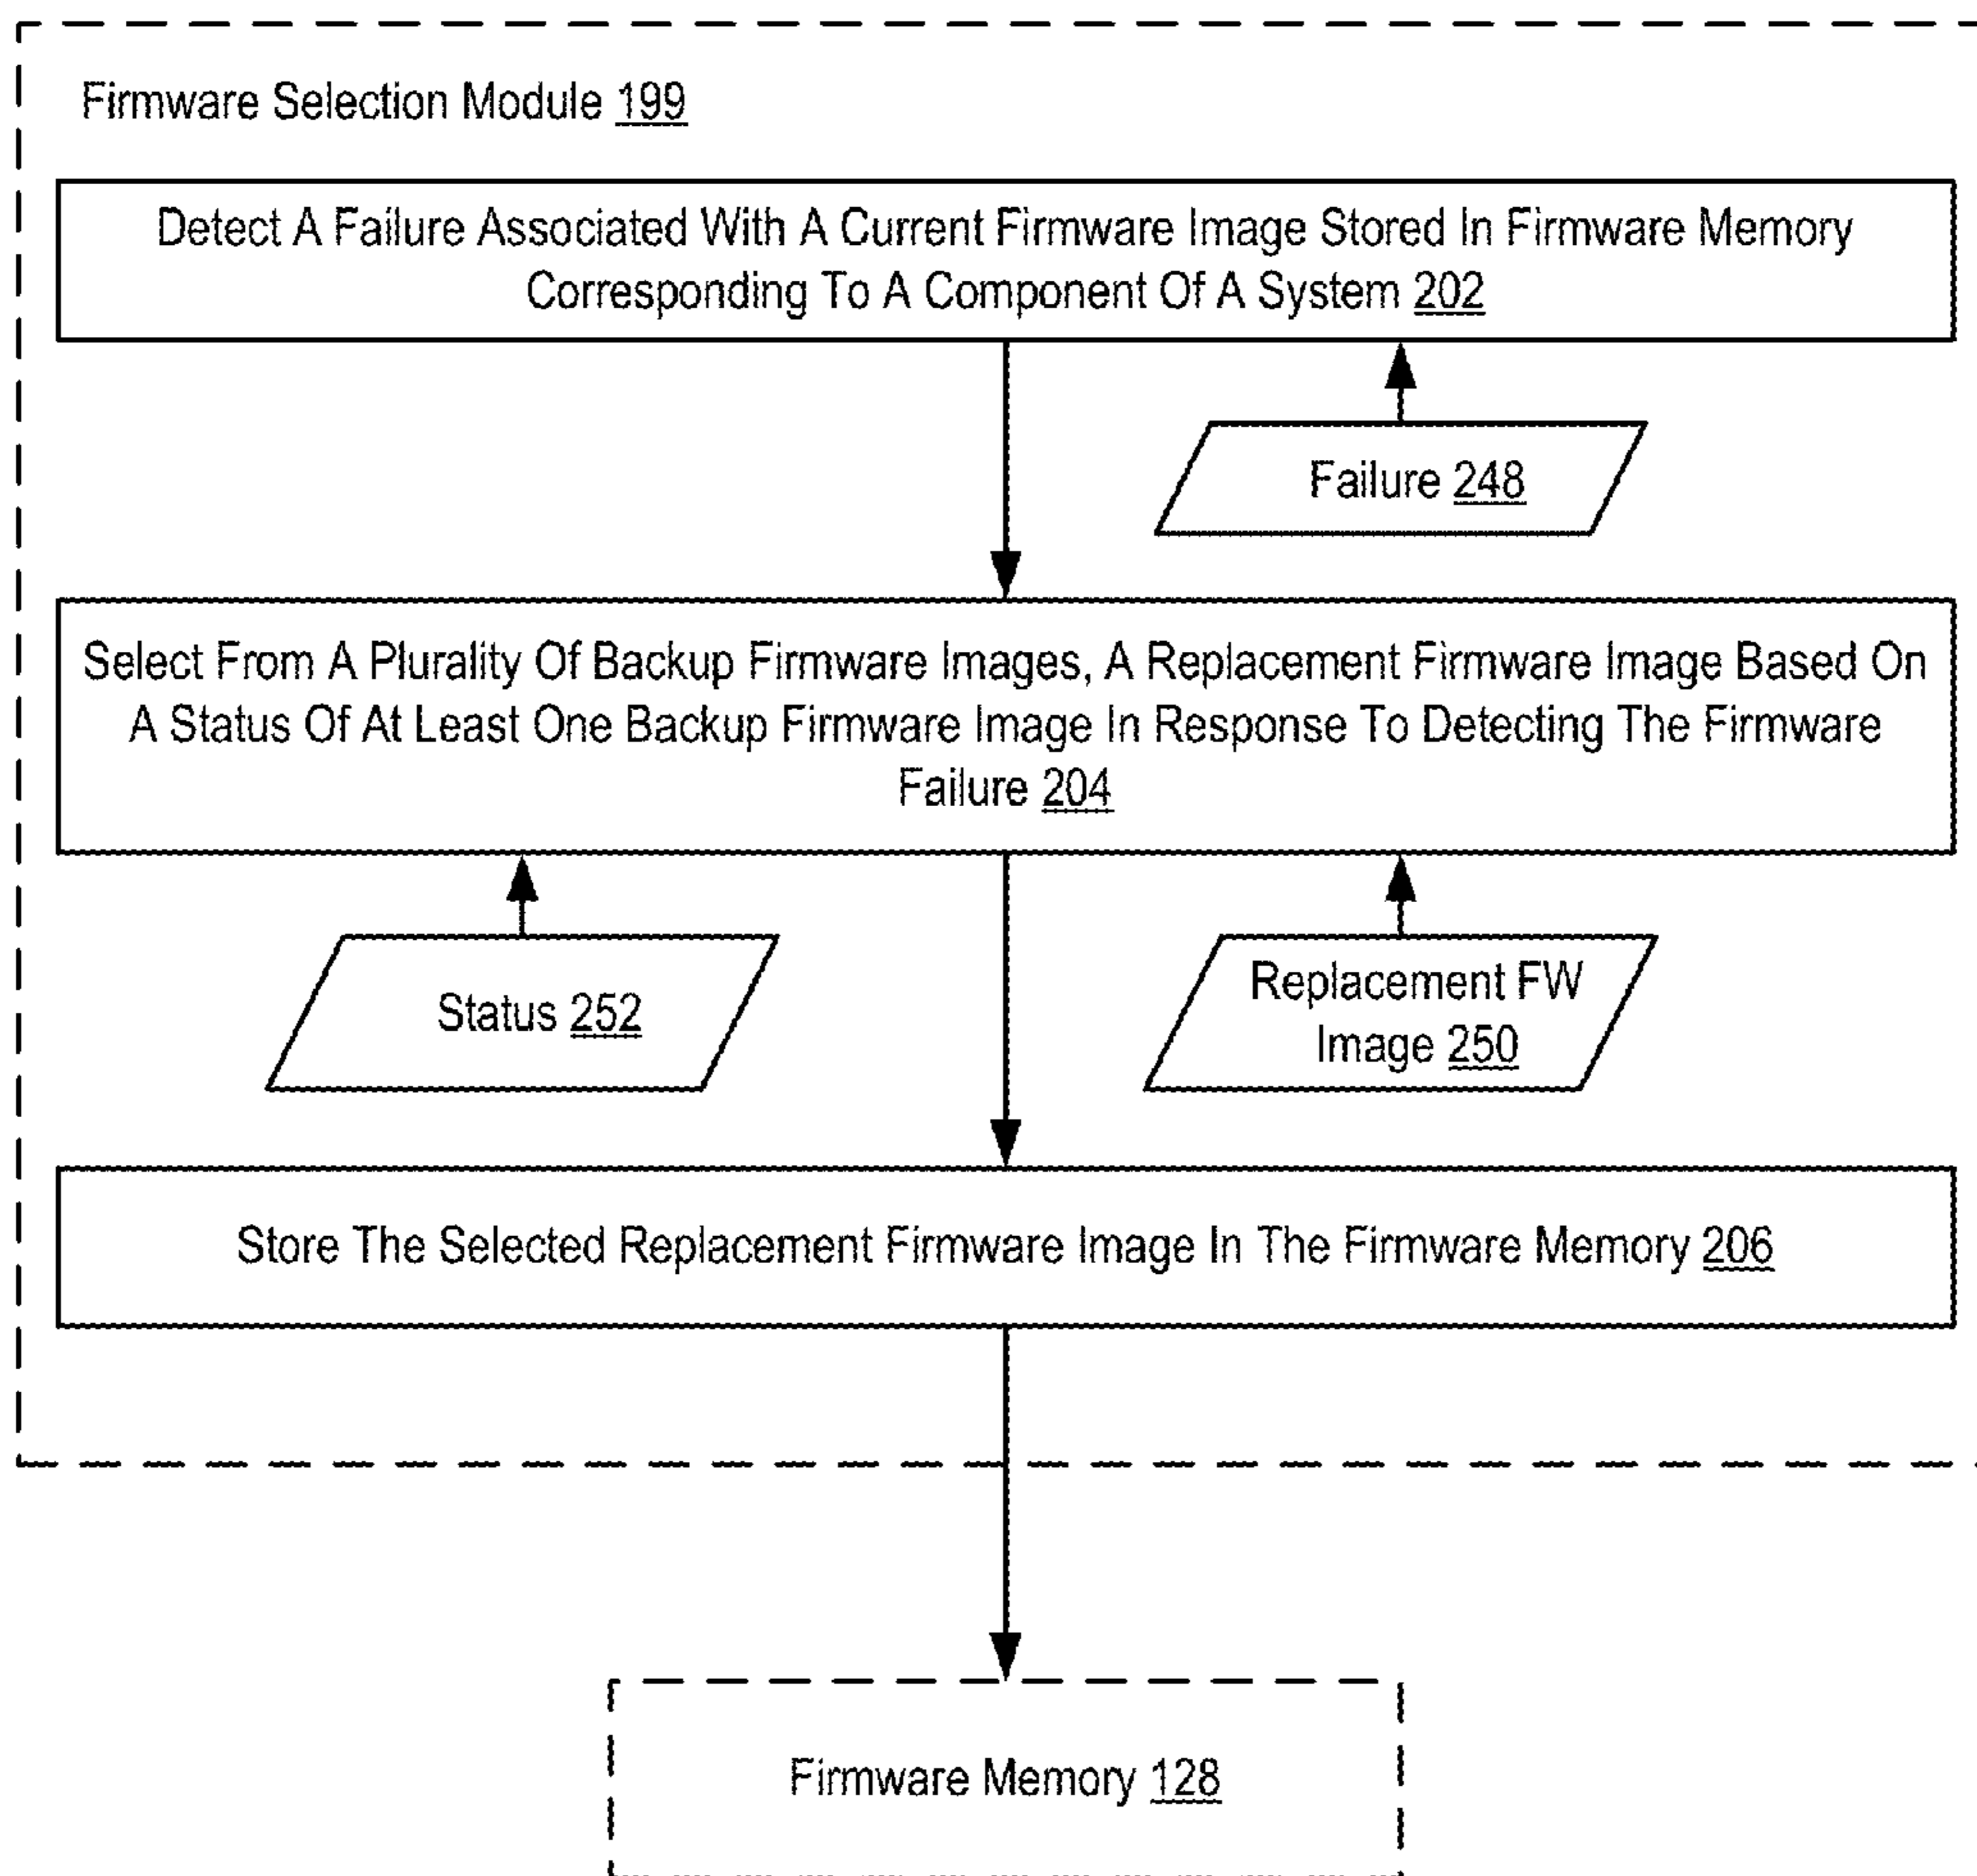 Firmware Selection Module 199
Detect A Failure Associated With A Current Firmware Image Stored In Firmware Memory
Corresponding To A Component Of A System 202
Failure 248
Select From A Plurality Of Backup Firmware Images, A Replacement Firmware Image Based On
A Status Of At Least One Backup Firmware Image In Response To Detecting The Firmware
Failure 204
Status 252
Replacement FW
Image 250
Store The Selected Replacement Firmware Image In The Firmware Memory 206
Firmware Memory 128